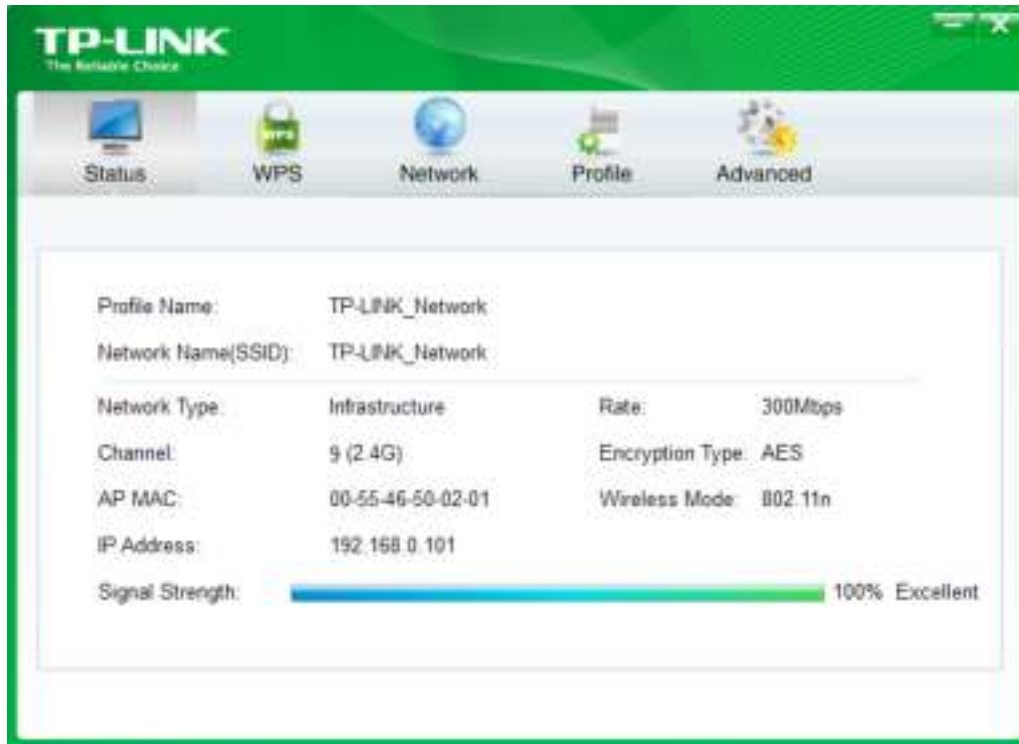 TP-LINK
The Reliable Choice
WPS
Status WPS Network Profile Advanced
Profile Name: TP-LINK_Network
Network Name(SSID): TP-LINK_Network
Network Type: Infrastructure Rate: 300Mbps
Channel: 9 (2.4G) Encryption Type: AES
AP MAC: 00-55-46-50-02-01 Wireless Mode: 802.11n
IP Address: 192.168.0.101
Signal Strength: 100% Excellent